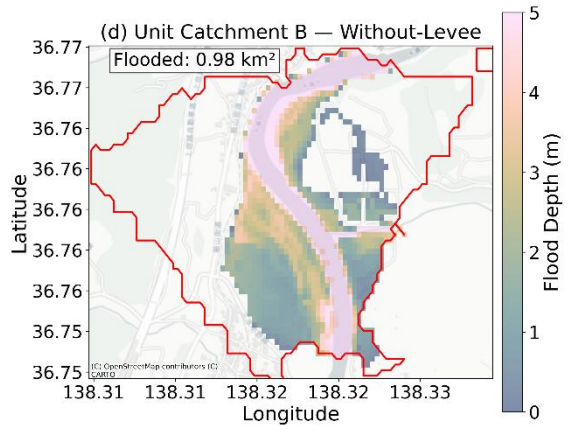 (d) Unit Catchment B — Without-Levee
Flooded: 0.98 km²
36.77
36.77
36.76
36.76
36.76
36.76
36.75
36.75
Latitude
(C) OpenStreetMap contributors (C)
CARTO
138.31
138.31
138.32
138.32
138.33
Longitude
5
4
3
2
1
0
Flood Depth (m)